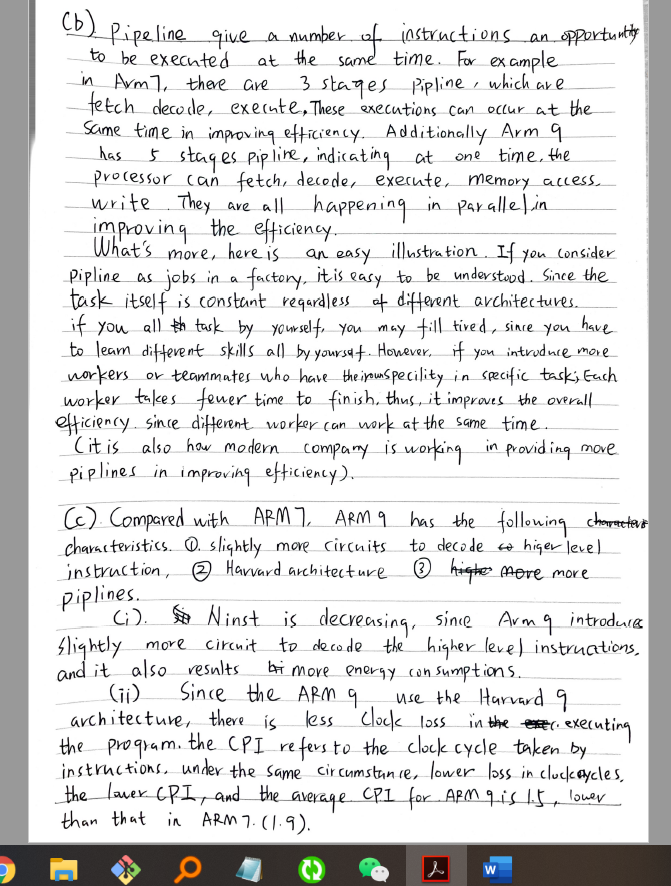 (b) Pipeline give a number of instructions an opportunity
to be executed at the same time. For example
in Arm7, there are 3 stages pipline, which are
fetch decode, execute, These executions can occur at the
same time in improving efficiency. Additionally Arm 9
has 5 stages pipline, indicating at one time, the
processor can fetch, decode, execute, memory access,
write. They are all happening in parallel in
improving the efficiency.
What's more, here is an easy illustration. If you consider
pipline as jobs in a factory, it is easy to be understood. Since the
task itself is constant regardless of different architectures.
if you all task by yourself, you may fill tired, since you have
to learn different skills all by yourself. However, if you introduce more
workers or teammates who have their own specility in specific task, Each
worker takes fewer time to finish, thus, it improves the overall
efficiency. since different worker can work at the same time.
(it is also how modern company is working in providing more
piplines in improving efficiency).
(c). Compared with ARM 7, ARM 9 has the following characters
characteristics. ①. slightly more circuits to decode higer level
instruction, ② Harvard architecture ③ more more
piplines.
(i). Ninst is decreasing, since Arm 9 introduces
slightly more circuit to decode the higher level instructions,
and it also results more energy consumptions.
(ii) Since the ARM 9 use the Harvard 9
architecture, there is less Clock loss in the exec. executing
the program. the CPI refers to the clock cycle taken by
instructions, under the same circumstance, lower loss in clock cycles,
the lower CPI, and the average CPI for ARM 9 is 1.5, lower
than that in ARM 7. (1.9).
W